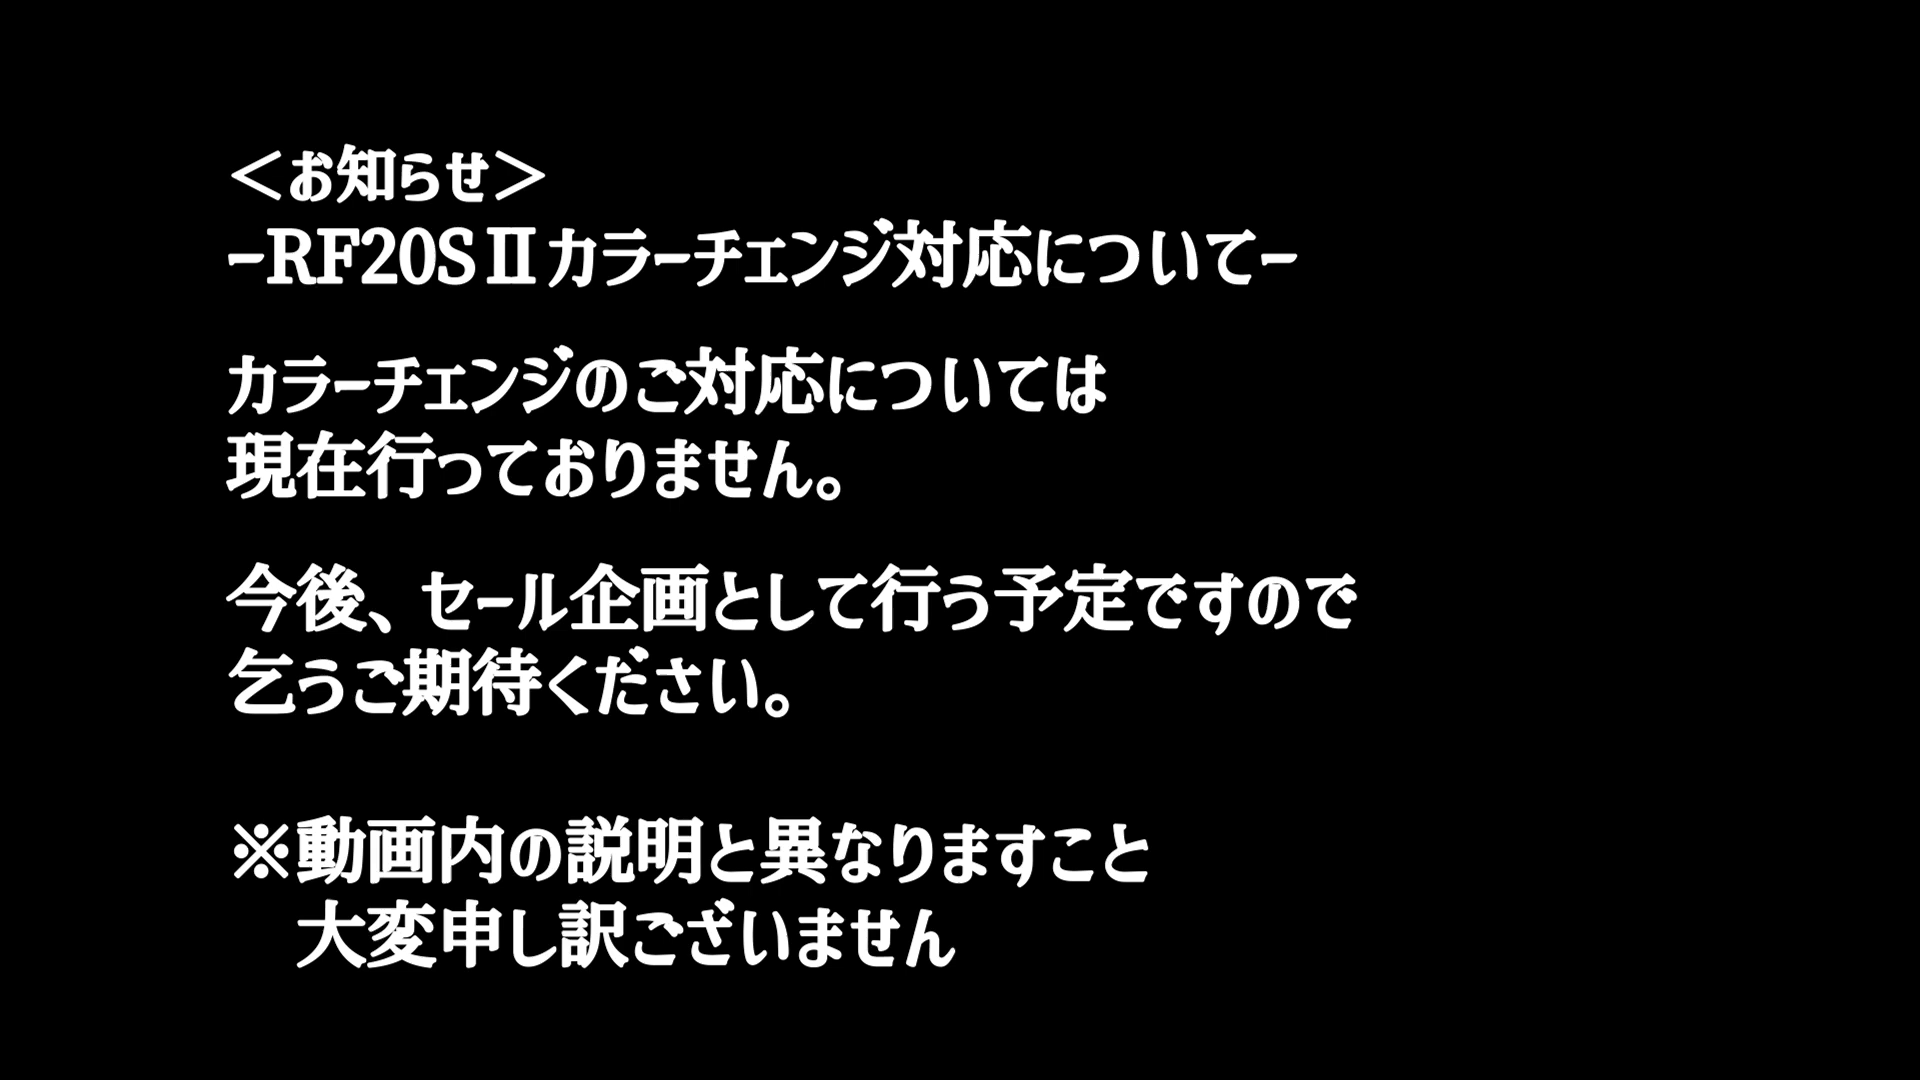 ＜お知らせ＞
−RF20SⅡカラーチェンジ対応について−
カラーチェンジのご対応については
現在行っておりません。
今後、セール企画として行う予定ですので
乞うご期待ください。
※動画内の説明と異なりますこと
大変申し訳ございません